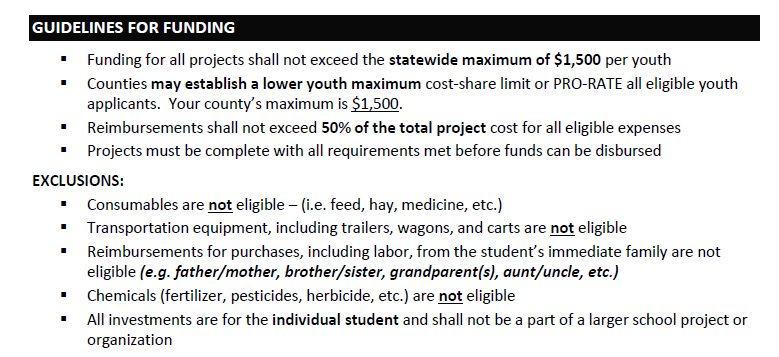 GUIDELINES FOR FUNDING
▪ Funding for all projects shall not exceed the statewide maximum of $1,500 per youth
▪ Counties may establish a lower youth maximum cost-share limit or PRO-RATE all eligible youth
applicants.  Your county's maximum is $1,500.
▪ Reimbursements shall not exceed 50% of the total project cost for all eligible expenses
▪ Projects must be complete with all requirements met before funds can be disbursed
EXCLUSIONS:
▪ Consumables are not eligible – (i.e. feed, hay, medicine, etc.)
▪ Transportation equipment, including trailers, wagons, and carts are not eligible
▪ Reimbursements for purchases, including labor, from the student's immediate family are not
eligible (e.g. father/mother, brother/sister, grandparent(s), aunt/uncle, etc.)
▪ Chemicals (fertilizer, pesticides, herbicide, etc.) are not eligible
▪ All investments are for the individual student and shall not be a part of a larger school project or
organization